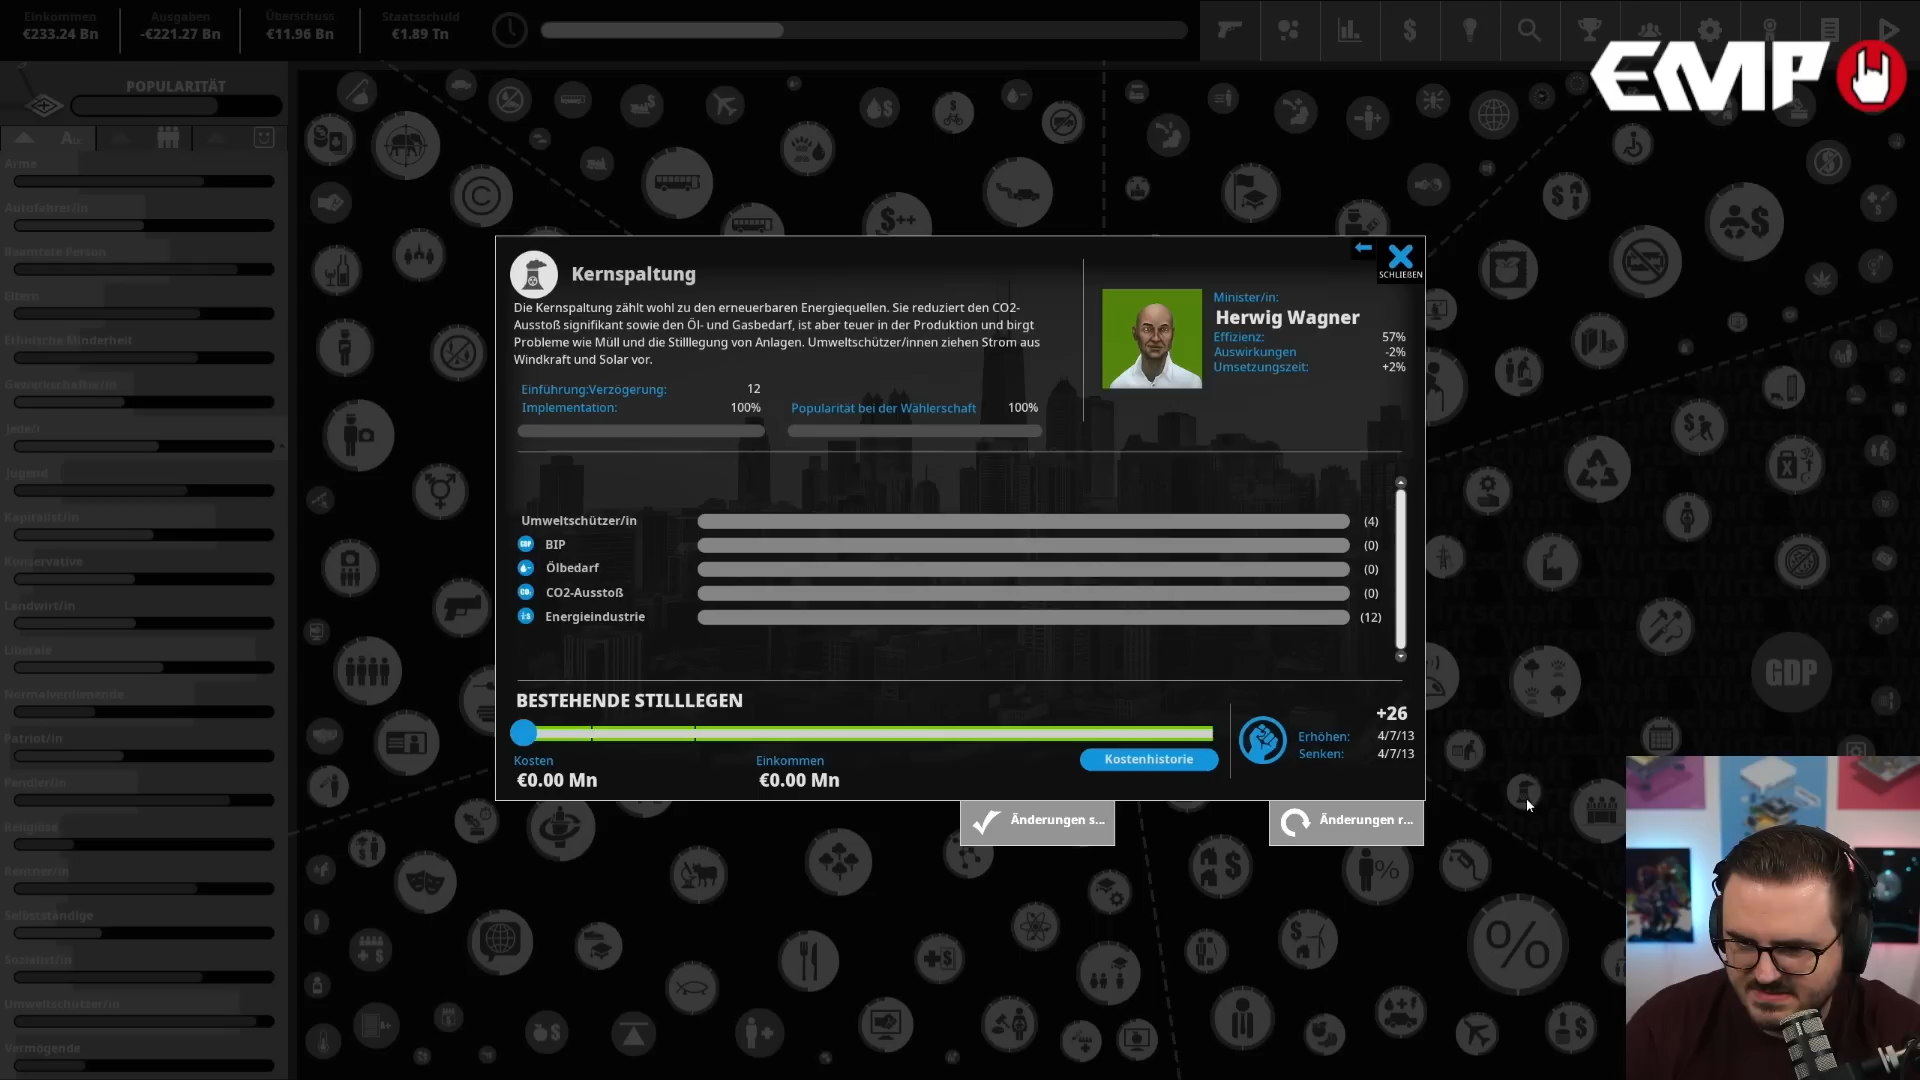 Einkommen
€233.24 Bn
Ausgaben
-€221.27 Bn
Überschuss
€11.96 Bn
Staatsschuld
€1.89 Tn
EMP
POPULARITÄT
Arme
Autofahrer/in
Beamtete Person
Eltern
Ethnische Minderheit
Gewerkschaftler/in
Jede/r
Jugend
Kapitalist/in
Konservative
Landwirt/in
Liberale
Normalverdienende
Patriot/in
Pendler/in
Religiöse
Rentner/in
Selbstständige
Sozialist/in
Umweltschützer/in
Vermögende
Kernspaltung
Die Kernspaltung zählt wohl zu den erneuerbaren Energiequellen. Sie reduziert den CO2-
Ausstoß signifikant sowie den Öl- und Gasbedarf, ist aber teuer in der Produktion und birgt
Probleme wie Müll und die Stilllegung von Anlagen. Umweltschützer/innen ziehen Strom aus
Windkraft und Solar vor.
Einführung:Verzögerung: 12
Implementation: 100%
Popularität bei der Wählerschaft 100%
SCHLIEBEN
Minister/in:
Herwig Wagner
Effizienz: 57%
Auswirkungen -2%
Umsetzungszeit: +2%
Umweltschützer/in (4)
BIP (0)
Ölbedarf (0)
CO2-Ausstoß (0)
Energieindustrie (12)
BESTEHENDE STILLLEGEN
Kosten
€0.00 Mn
Einkommen
€0.00 Mn
Kostenhistorie
+26
Erhöhen: 4/7/13
Senken: 4/7/13
Änderungen s...
Änderungen r...
GDP